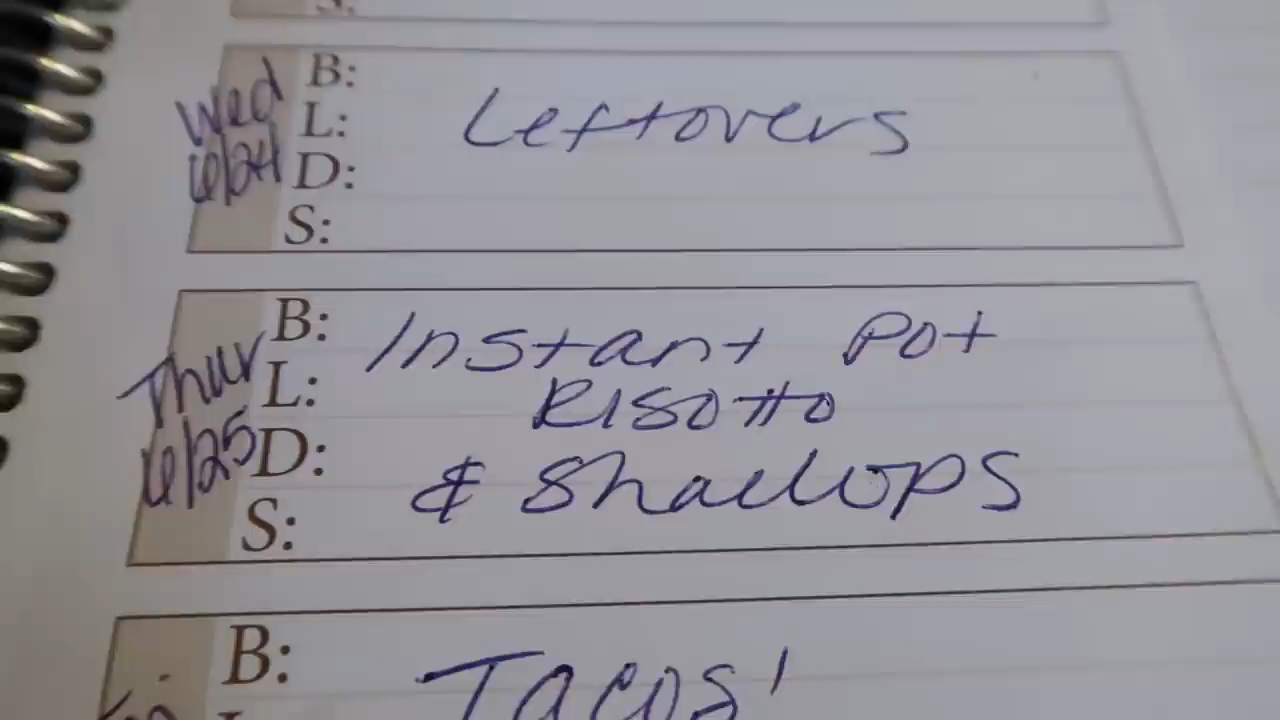 S:
Wed
6/24
B:
L:
D:
S:
Leftovers
Thur
6/25
B:
L:
D:
S:
Instant Pot
Risotto
& Shallops
B:
Tacos!